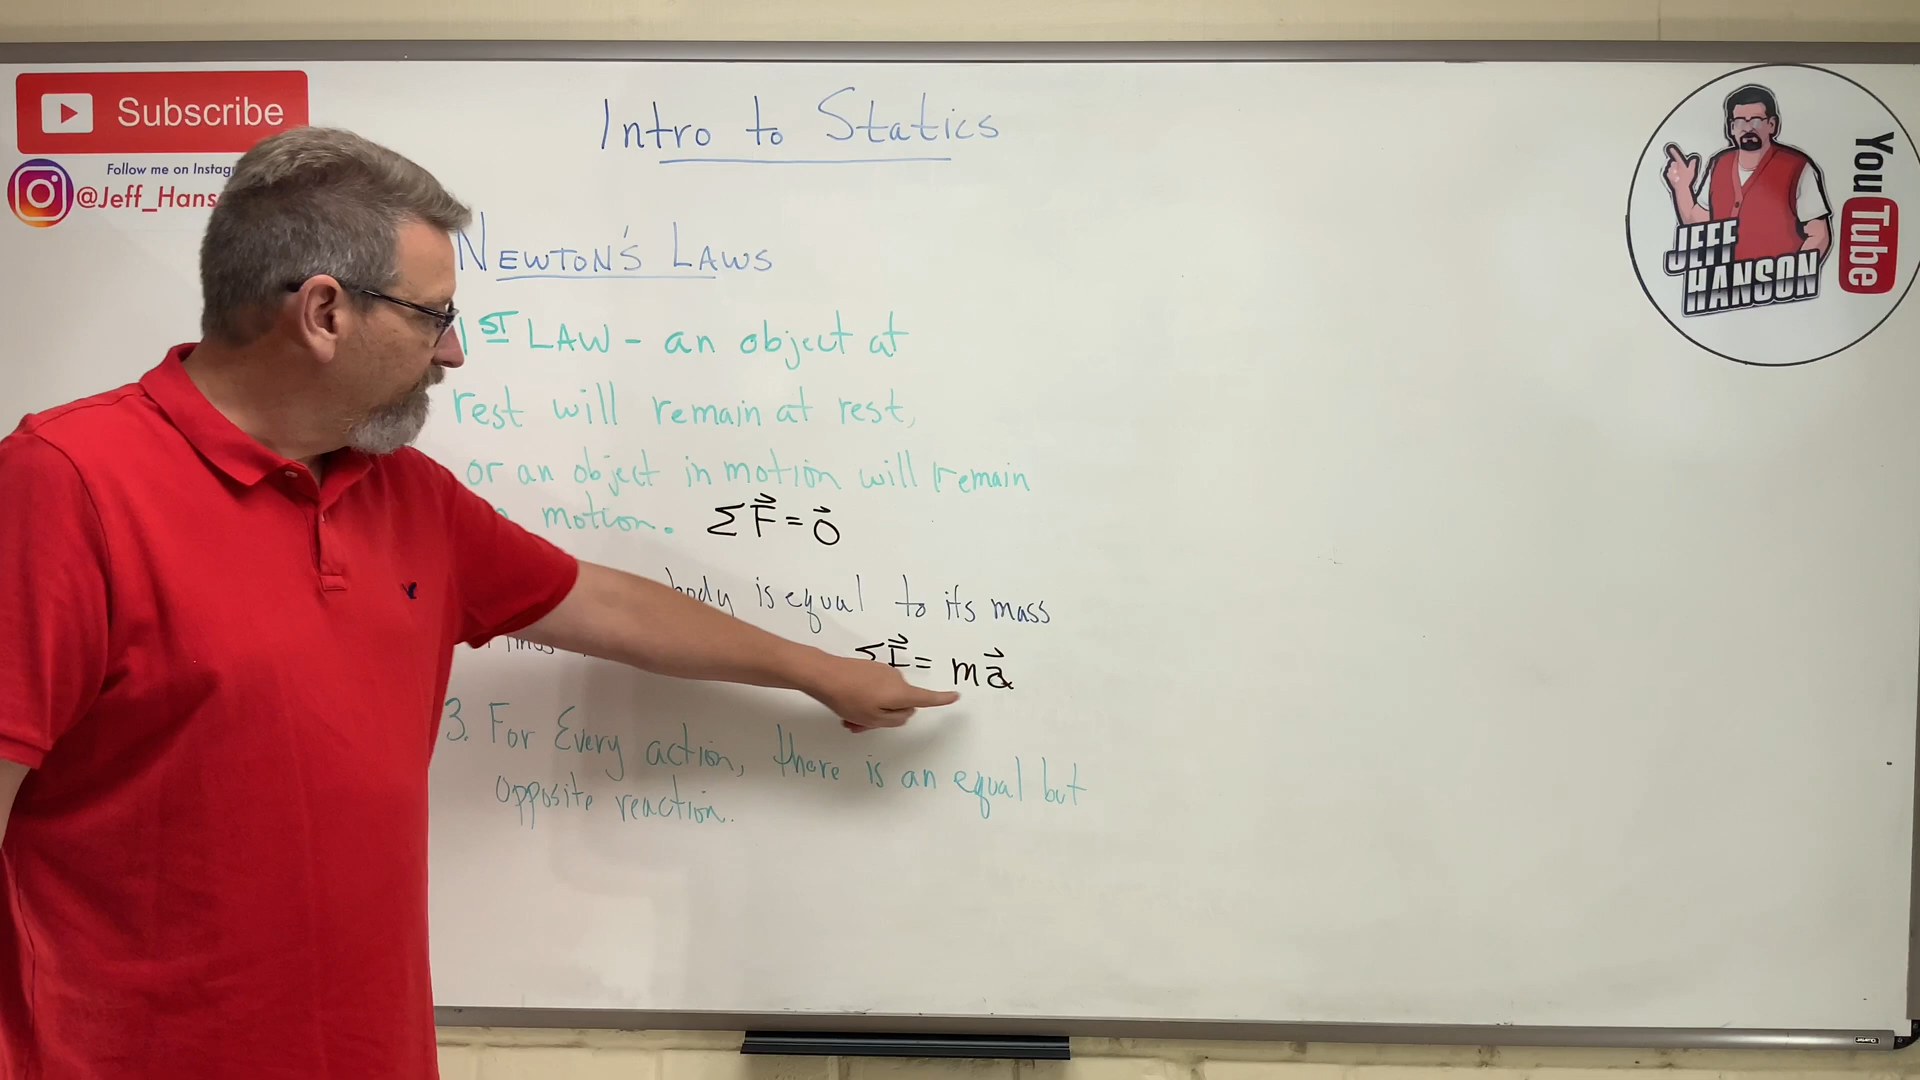 Subscribe
Follow me on Instag
@Jeff_Hans
Intro to Statics
NEWTON'S LAWS
1ST LAW - an object at
rest will remain at rest,
or an object in motion will remain
motion. ΣF⃗ = 0⃗
body is equal to its mass
ΣF⃗ = ma⃗
3. For Every action, there is an equal but
opposite reaction.
JEFF
HANSON
YouTube